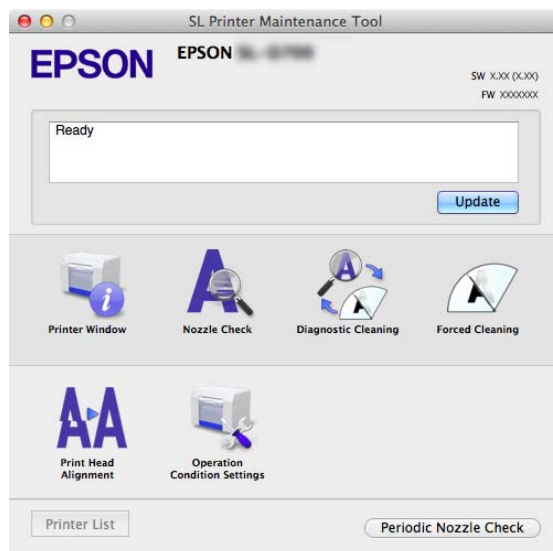 SL Printer Maintenance Tool
EPSON
EPSON
SW X.XX (X.XX)
FW XXXXXXX
Ready
Update
Printer Window
Nozzle Check
Diagnostic Cleaning
Forced Cleaning
Print Head
Alignment
Operation
Condition Settings
Printer List
Periodic Nozzle Check